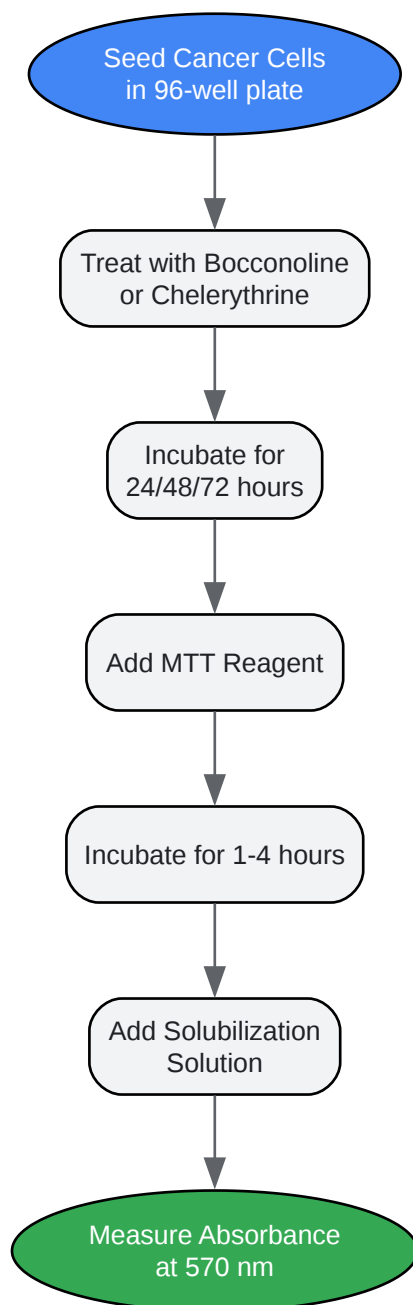 Seed Cancer Cells
in 96-well plate
Treat with Bocconoline
or Chelerythrine
Incubate for
24/48/72 hours
Add MTT Reagent
Incubate for 1-4 hours
Add Solubilization
Solution
Measure Absorbance
at 570 nm